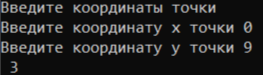 Введите координаты точки
Введите координату x точки 0
Введите координату y точки 9
3